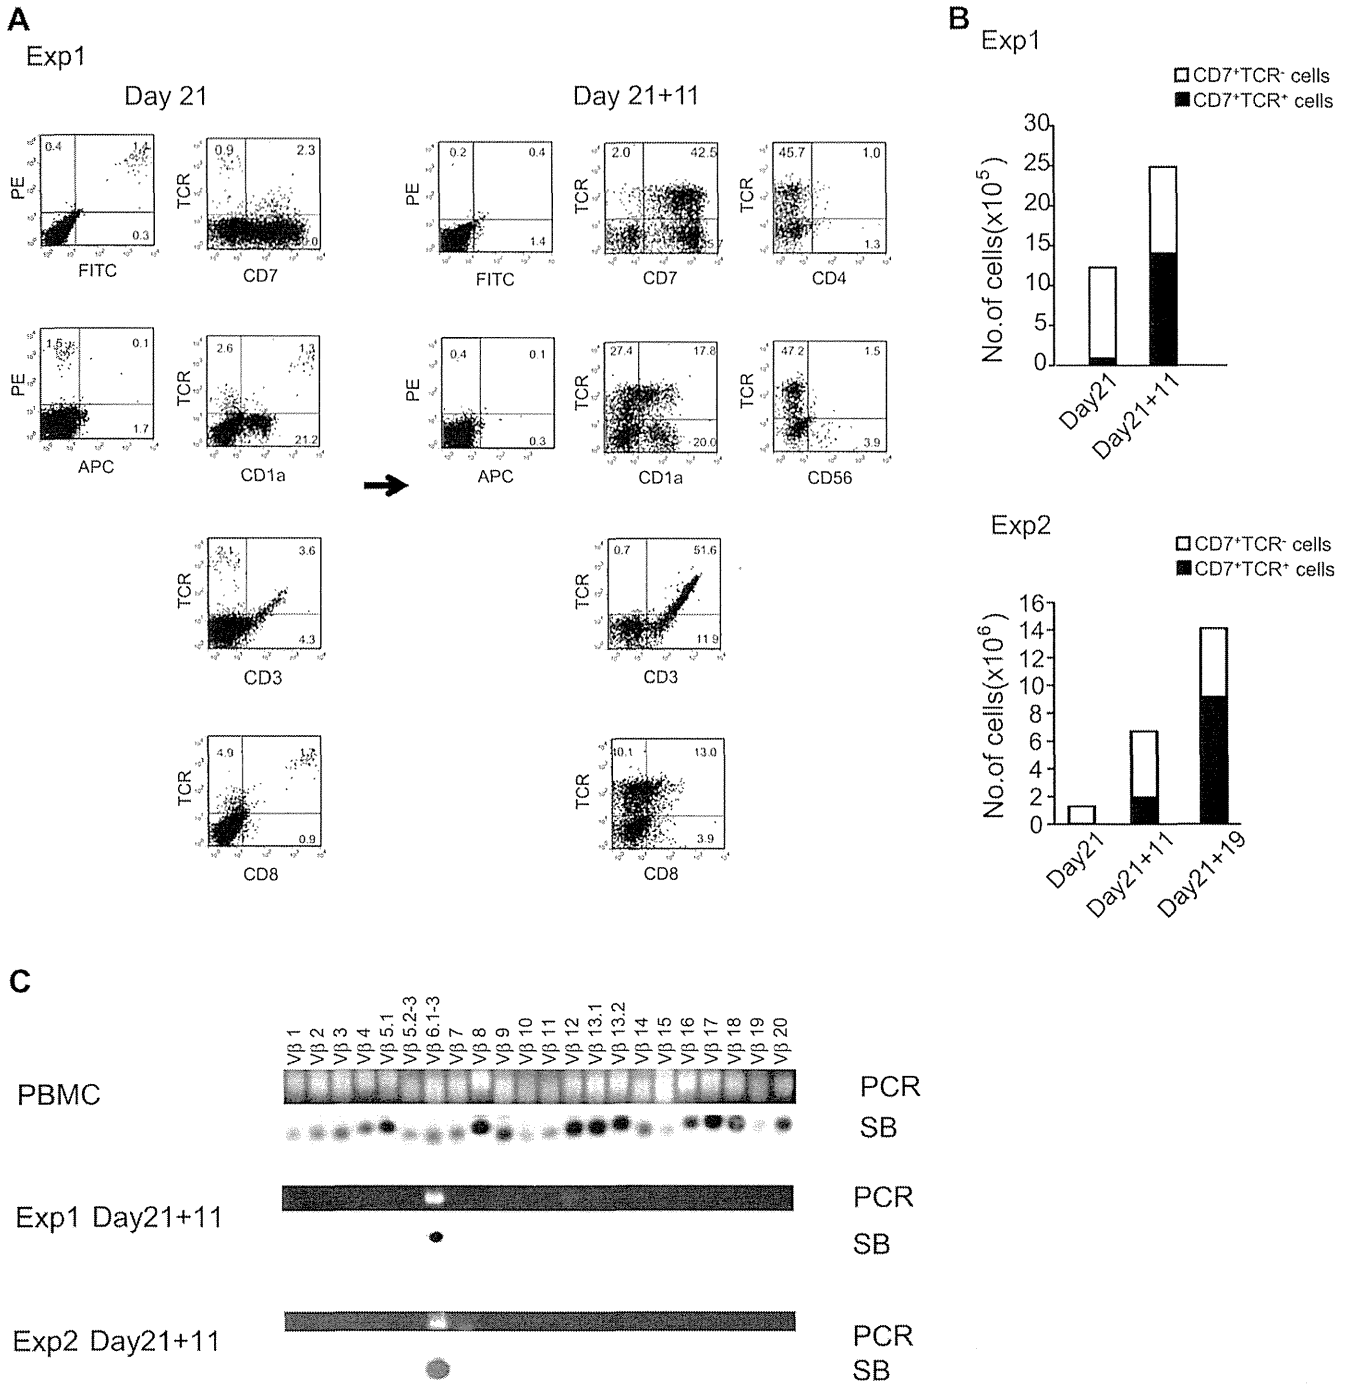 A
Exp1
Day 21
Day 21+11
0.4
1.4
0.3
PE
FITC
0.9
2.3
TCR
CD7
0.2
0.4
1.4
PE
FITC
2.0
42.5
TCR
CD7
45.7
1.0
1.3
TCR
CD4
1.5
0.1
1.7
PE
APC
2.6
1.3
21.2
TCR
CD1a
0.4
0.1
0.3
PE
APC
27.4
17.8
20.0
TCR
CD1a
47.2
1.5
3.9
TCR
CD56
2.1
3.6
4.3
TCR
CD3
0.7
51.6
11.9
TCR
CD3
4.9
1.7
0.9
TCR
CD8
13.0
3.9
TCR
CD8
B
Exp1
CD7⁺TCR⁻ cells
CD7⁺TCR⁺ cells
No.of cells(x10⁵)
30
25
20
15
10
5
0
Day21
Day21+11
Exp2
CD7⁺TCR⁻ cells
CD7⁺TCR⁺ cells
No.of cells(x10⁶)
16
14
12
10
8
6
4
2
0
Day21
Day21+11
Day21+19
C
Vβ 1
Vβ 2
Vβ 3
Vβ 4
Vβ 5.1
Vβ 5.2-3
Vβ 6.1-3
Vβ 7
Vβ 8
Vβ 9
Vβ 10
Vβ 11
Vβ 12
Vβ 13.1
Vβ 13.2
Vβ 14
Vβ 15
Vβ 16
Vβ 17
Vβ 18
Vβ 19
Vβ 20
PBMC
PCR
SB
Exp1 Day21+11
PCR
SB
Exp2 Day21+11
PCR
SB